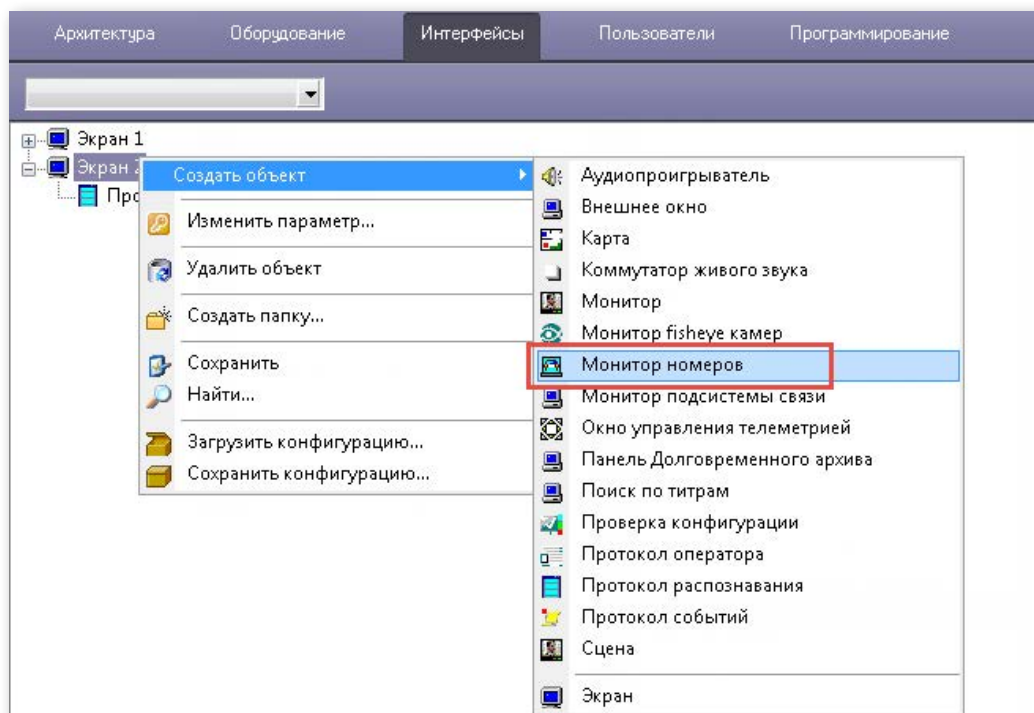 Архитектура Оборудование Интерфейсы Пользователи Программирование
Экран 1
Экран
Создать объект
Изменить параметр...
Удалить объект
Создать папку...
Сохранить
Найти...
Загрузить конфигурацию...
Сохранить конфигурацию...
Аудиопроигрыватель
Внешнее окно
Карта
Коммутатор живого звука
Монитор
Монитор fisheye камер
Монитор номеров
Монитор подсистемы связи
Окно управления телеметрией
Панель Долговременного архива
Поиск по титрам
Проверка конфигурации
Протокол оператора
Протокол распознавания
Протокол событий
Сцена
Экран